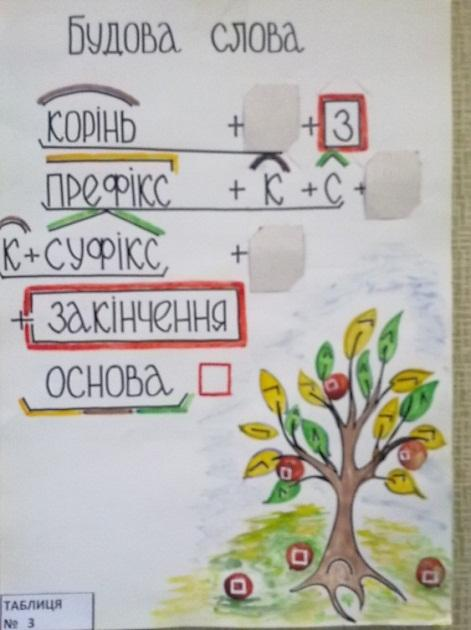 Будова слова
корінь + + З
префікс + К + С +
К + суфікс +
+ закінчення
основа
ТАБЛИЦЯ
№ 3